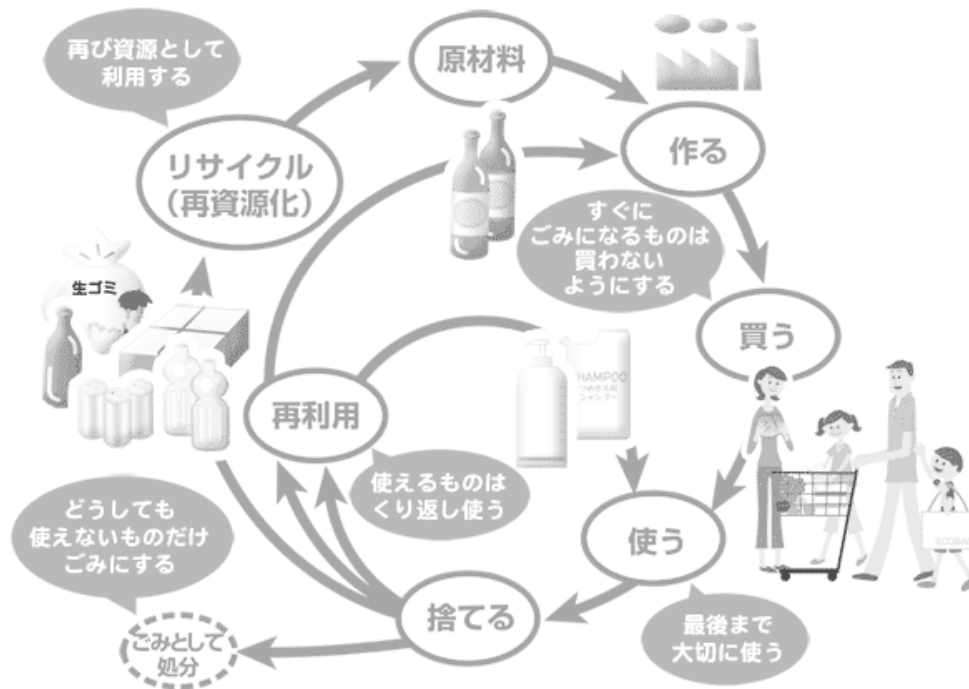 再び資源として
利用する
原材料
リサイクル
(再資源化)
作る
すぐに
ごみになるものは
買わない
ようにする
生ゴミ
買う
SHAMPOO
つめかえ用
シャンプー
再利用
使えるものは
くり返し使う
どうしても
使えないものだけ
ごみにする
使う
ECOBAG
捨てる
最後まで
大切に使う
ごみとして
処分